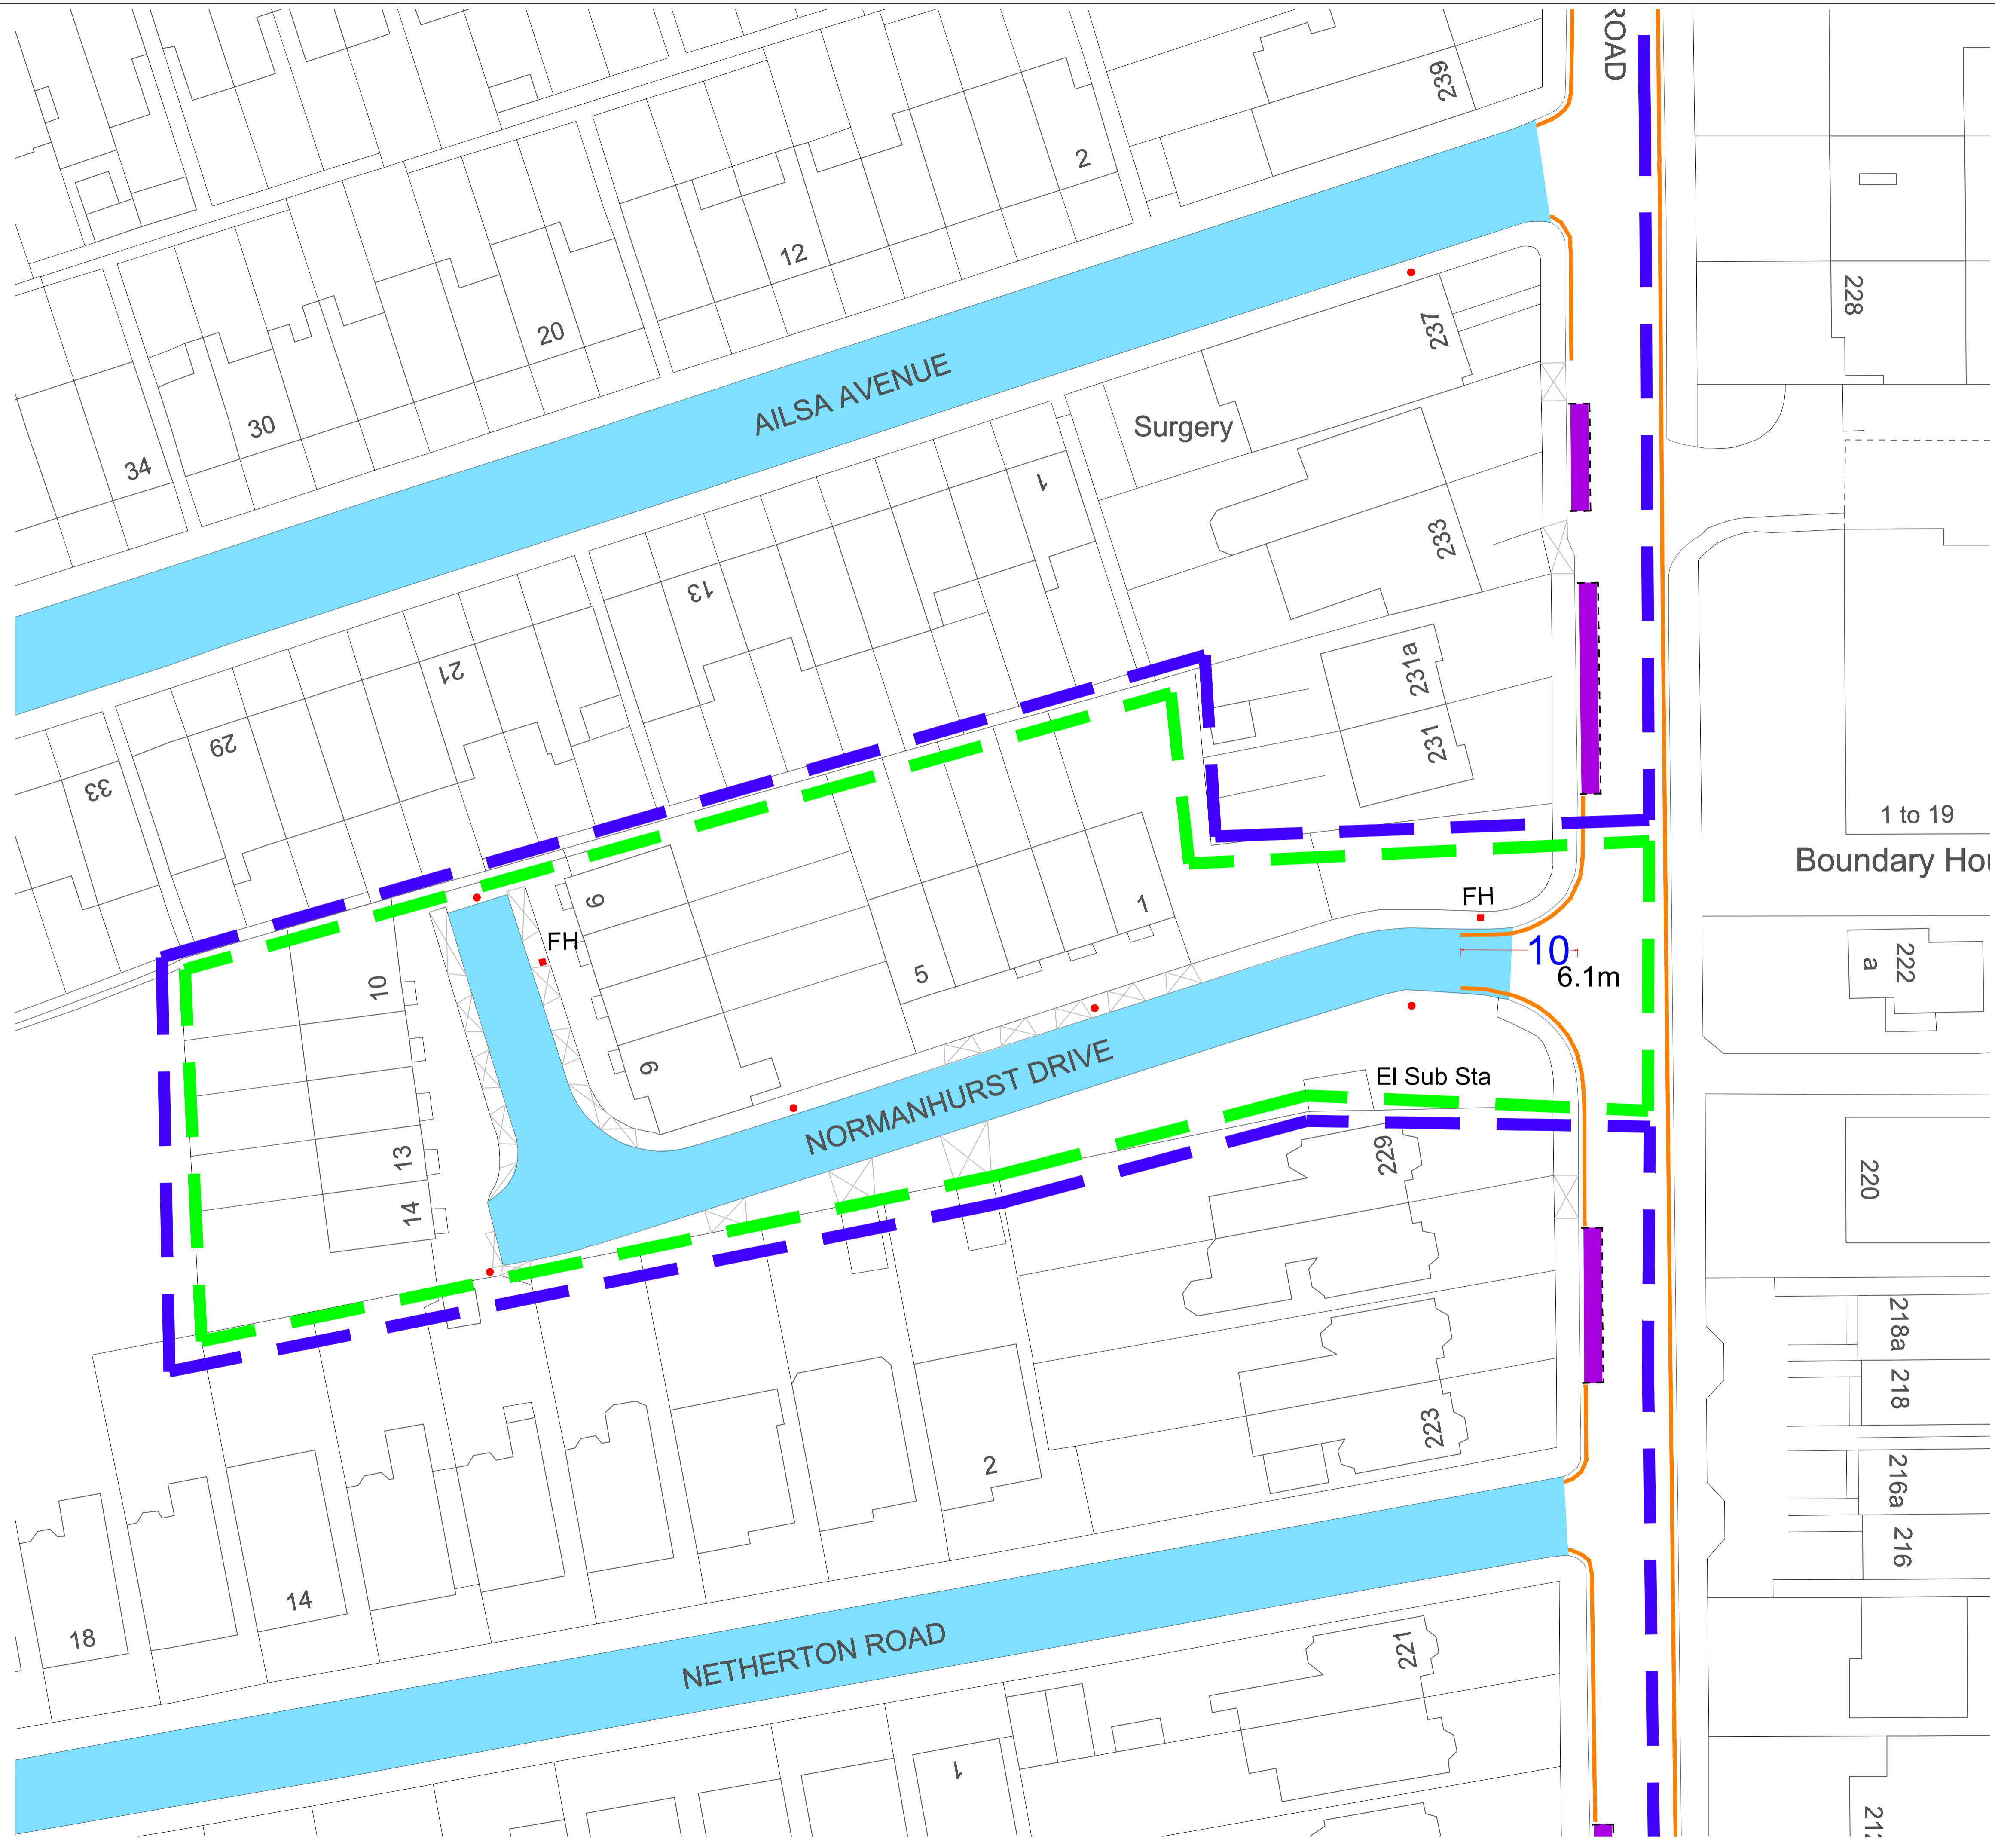 ROAD
239
2
12
228
20
237
AILSA AVENUE
30
Surgery
34
1
233
13
231a
21
231
29
33
1 to 19
Boundary Hou
FH
9
1
FH
10
6.1m
222
a
5
10
6
NORMANHURST DRIVE
El Sub Sta
13
229
220
14
218a
218
223
2
216a
216
14
18
NETHERTON ROAD
221
1